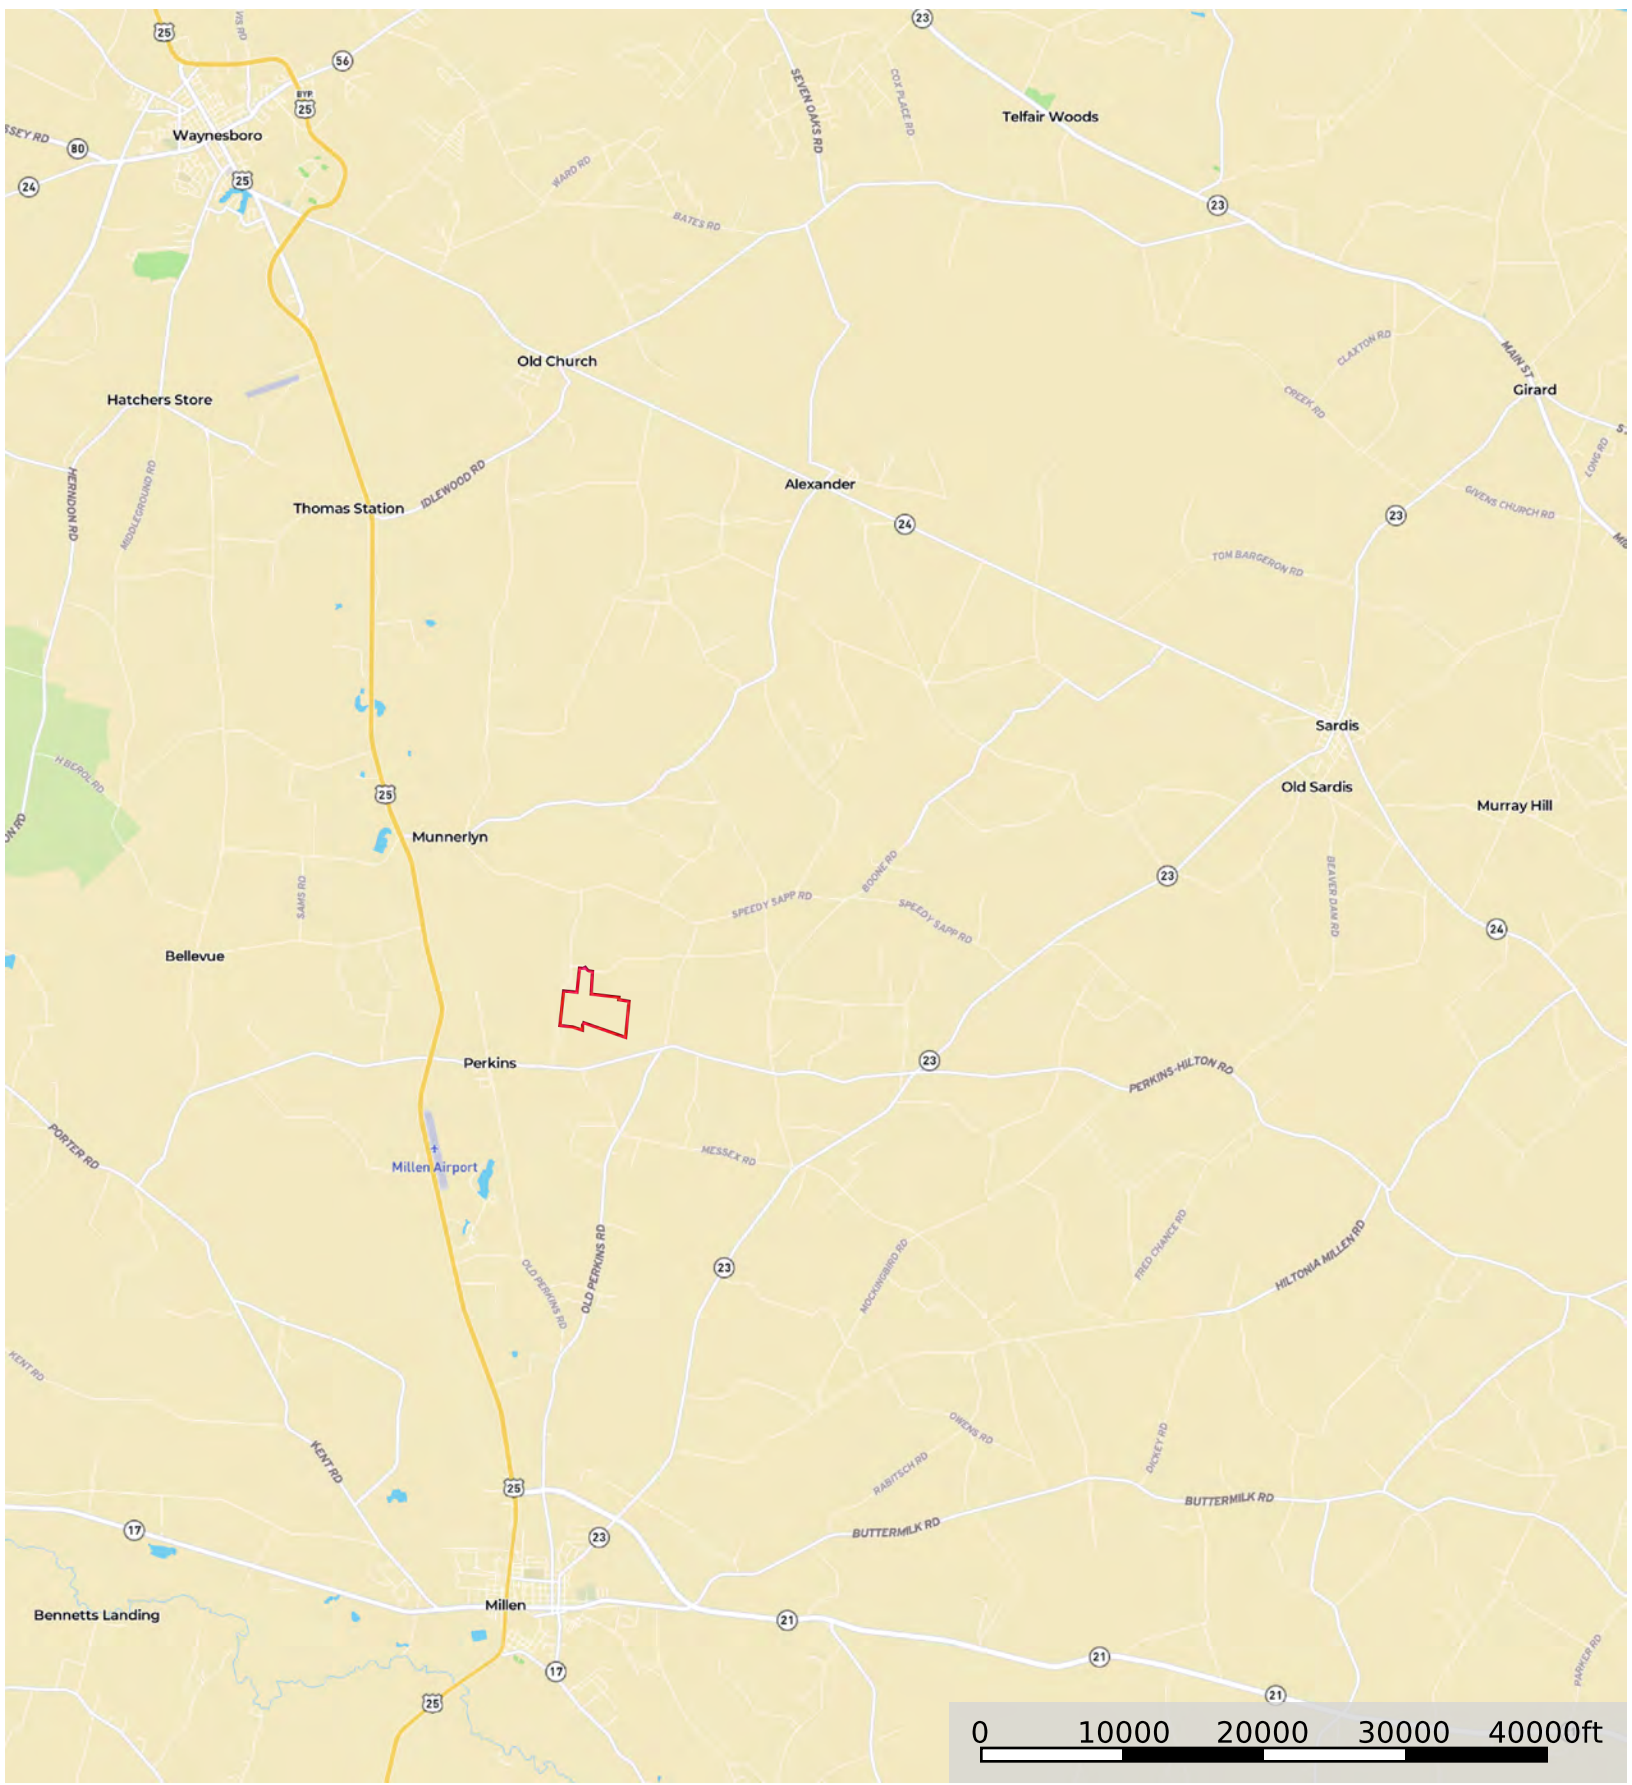 25
VIS RD
23
56
BYP.
25
SEVEN OAKS RD
COX PLACE RD
Telfair Woods
SSEY RD
Waynesboro
80
WARD RD
24
25
23
BATES RD
MAIN ST
CLAXTON RD
Old Church
Girard
CREEK RD
Hatchers Store
LONG RD
HERNDON RD
MIDDLEGROUND RD
IDLEWOOD RD
Alexander
Thomas Station
24
23
GIVENS CHURCH RD
TOM BARGERON RD
Sardis
H BEROL RD
25
Old Sardis
Murray Hill
ON RD
Munnerlyn
BOONE RD
23
SAMS RD
SPEEDY SAPP RD
SPEEDY SAPP RD
BEAVER DAM RD
24
Bellevue
Perkins
23
PERKINS-HILTON RD
PORTER RD
MESSEX RD
Millen Airport
OLD PERKINS RD
OLD PERKINS RD
23
MOCKINGBIRD RD
FRED CHANCE RD
HILTONIA MILLEN RD
KENT RD
KENT RD
OWENS RD
DICKEY RD
RABITSCH RD
25
BUTTERMILK RD
BUTTERMILK RD
17
23
Bennetts Landing
Millen
21
17
21
PARKER RD
25
21
0 10000 20000 30000 40000ft